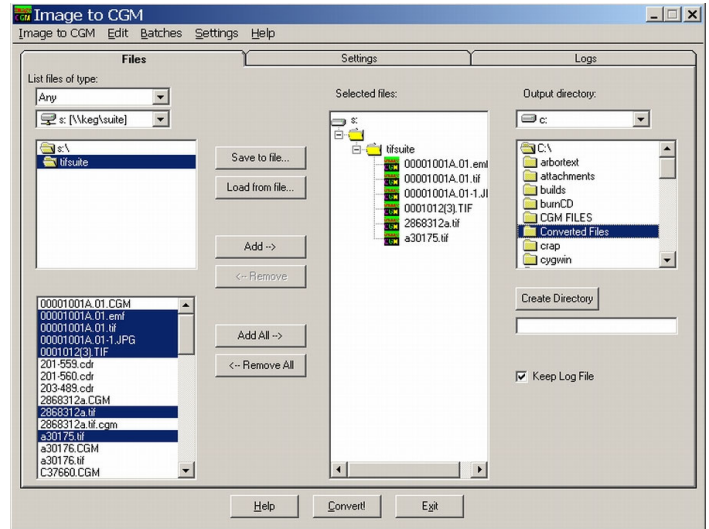 Image to CGM
Image to CGM Edit Batches Settings Help
Files
Settings
Logs
List files of type:
Any
s: [\\keg\suite]
s:\
tifsuite
00001001A.01.CGM
00001001A.01.emf
00001001A.01.tif
00001001A.01-1.JPG
0001012(3).TIF
201-559.cdr
201-560.cdr
203-489.cdr
2868312a.CGM
2868312a.tif
2868312a.tif.cgm
a30175.tif
a30176.CGM
a30176.tif
C37660.CGM
Save to file...
Load from file...
Add -->
<-- Remove
Add All -->
<-- Remove All
Selected files:
s:
tifsuite
00001001A.01.emf
00001001A.01.tif
00001001A.01-1.JI
0001012(3).TIF
2868312a.tif
a30175.tif
Output directory:
c:
C:\
arbortext
attachments
builds
burnCD
CGM FILES
Converted Files
crap
cygwin
Create Directory
Keep Log File
Help
Convert!
Exit